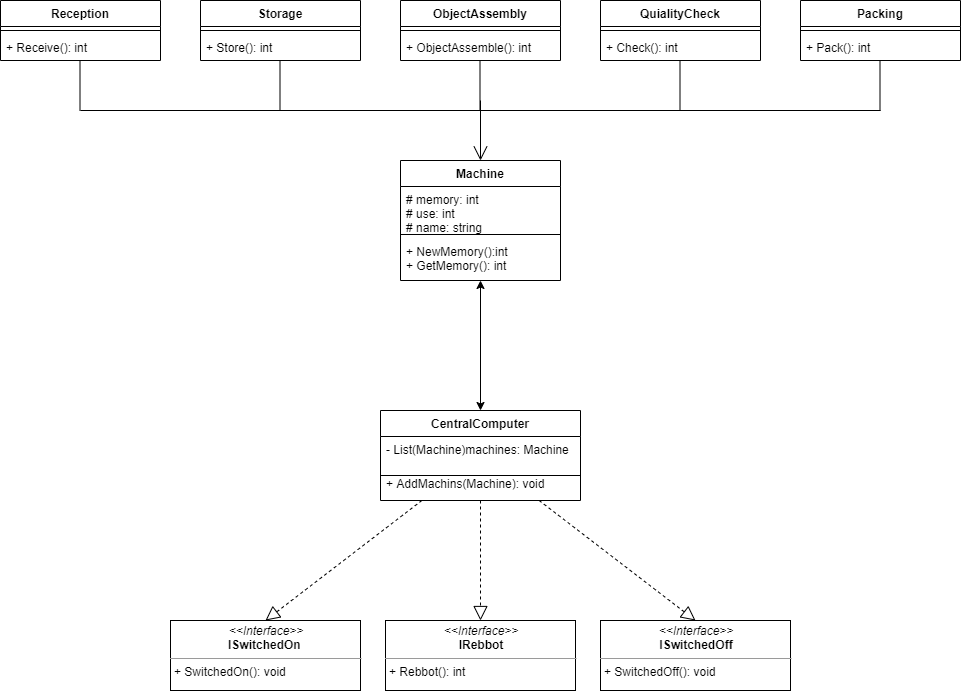 Reception
+ Receive(): int
Storage
+ Store(): int
ObjectAssembly
+ ObjectAssemble(): int
QuialityCheck
+ Check(): int
Packing
+ Pack(): int
Machine
# memory: int
# use: int
# name: string
+ NewMemory():int
+ GetMemory(): int
CentralComputer
- List(Machine)machines: Machine
+ AddMachins(Machine): void
<<Interface>>
ISwitchedOn
+ SwitchedOn(): void
<<Interface>>
IRebbot
+ Rebbot(): int
<<Interface>>
ISwitchedOff
+ SwitchedOff(): void